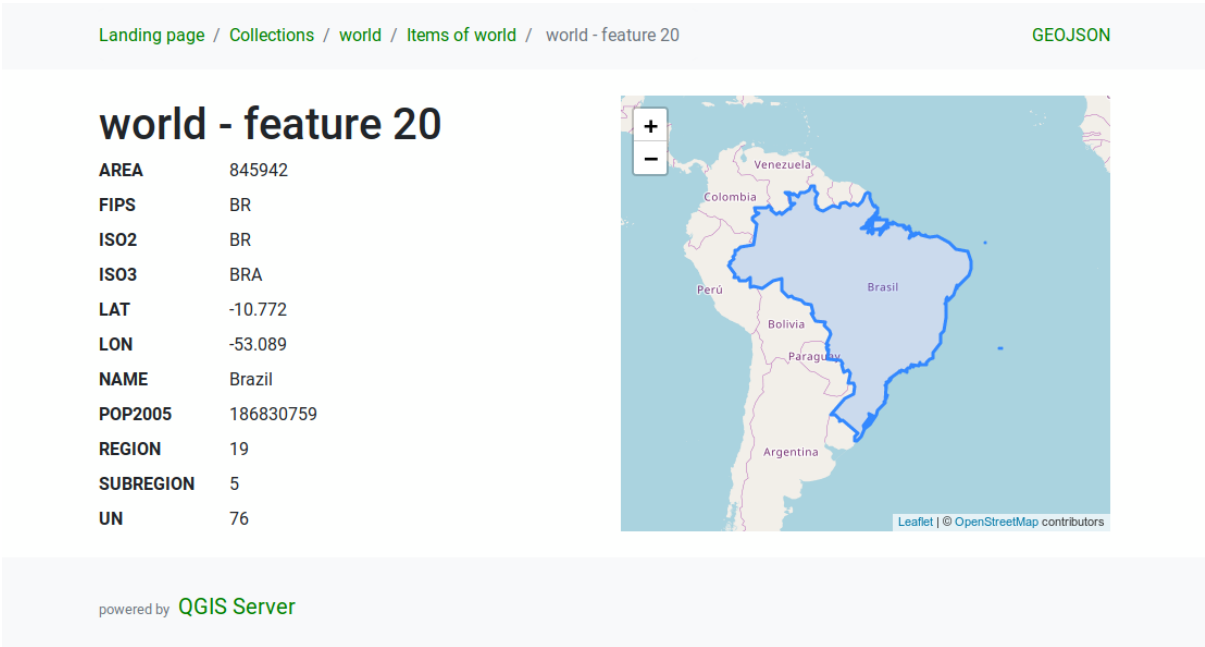 Landing page / Collections / world / Items of world / world - feature 20
GEOJSON
world - feature 20
AREA 845942
FIPS BR
ISO2 BR
ISO3 BRA
LAT -10.772
LON -53.089
NAME Brazil
POP2005 186830759
REGION 19
SUBREGION 5
UN 76
+
−
Venezuela
Colombia
Brasil
Perú
Bolivia
Paraguay
Argentina
Leaflet | © OpenStreetMap contributors
powered by QGIS Server